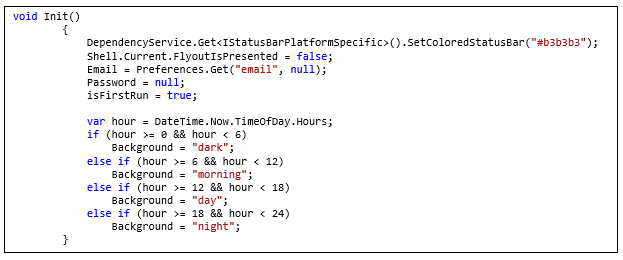 void Init()
{
DependencyService.Get<IStatusBarPlatformSpecific>().SetColoredStatusBar("#b3b3b3");
Shell.Current.FlyoutIsPresented = false;
Email = Preferences.Get("email", null);
Password = null;
isFirstRun = true;
var hour = DateTime.Now.TimeOfDay.Hours;
if (hour >= 0 && hour < 6)
Background = "dark";
else if (hour >= 6 && hour < 12)
Background = "morning";
else if (hour >= 12 && hour < 18)
Background = "day";
else if (hour >= 18 && hour < 24)
Background = "night";
}